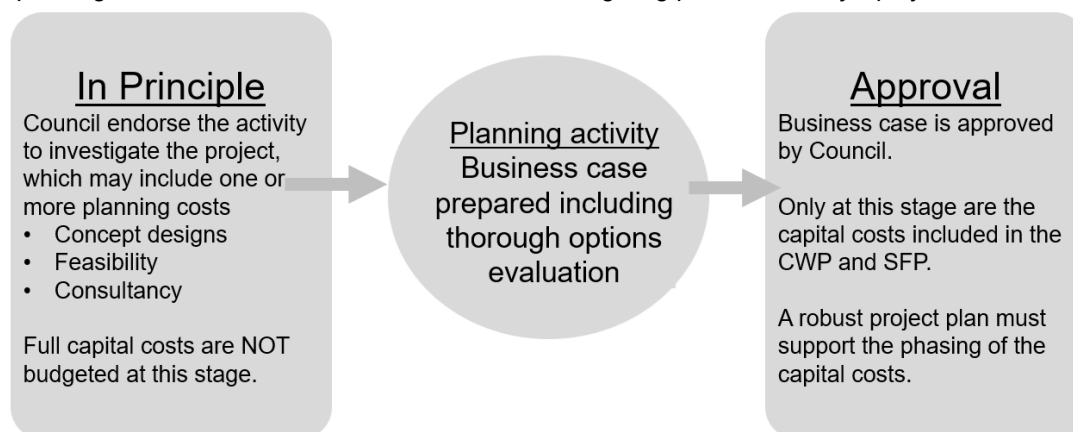 In Principle
Council endorse the activity
to investigate the project,
which may include one or
more planning costs
• Concept designs
• Feasibility
• Consultancy
Full capital costs are NOT
budgeted at this stage.
Planning activity
Business case
prepared including
thorough options
evaluation
Approval
Business case is approved
by Council.
Only at this stage are the
capital costs included in the
CWP and SFP.
A robust project plan must
support the phasing of the
capital costs.